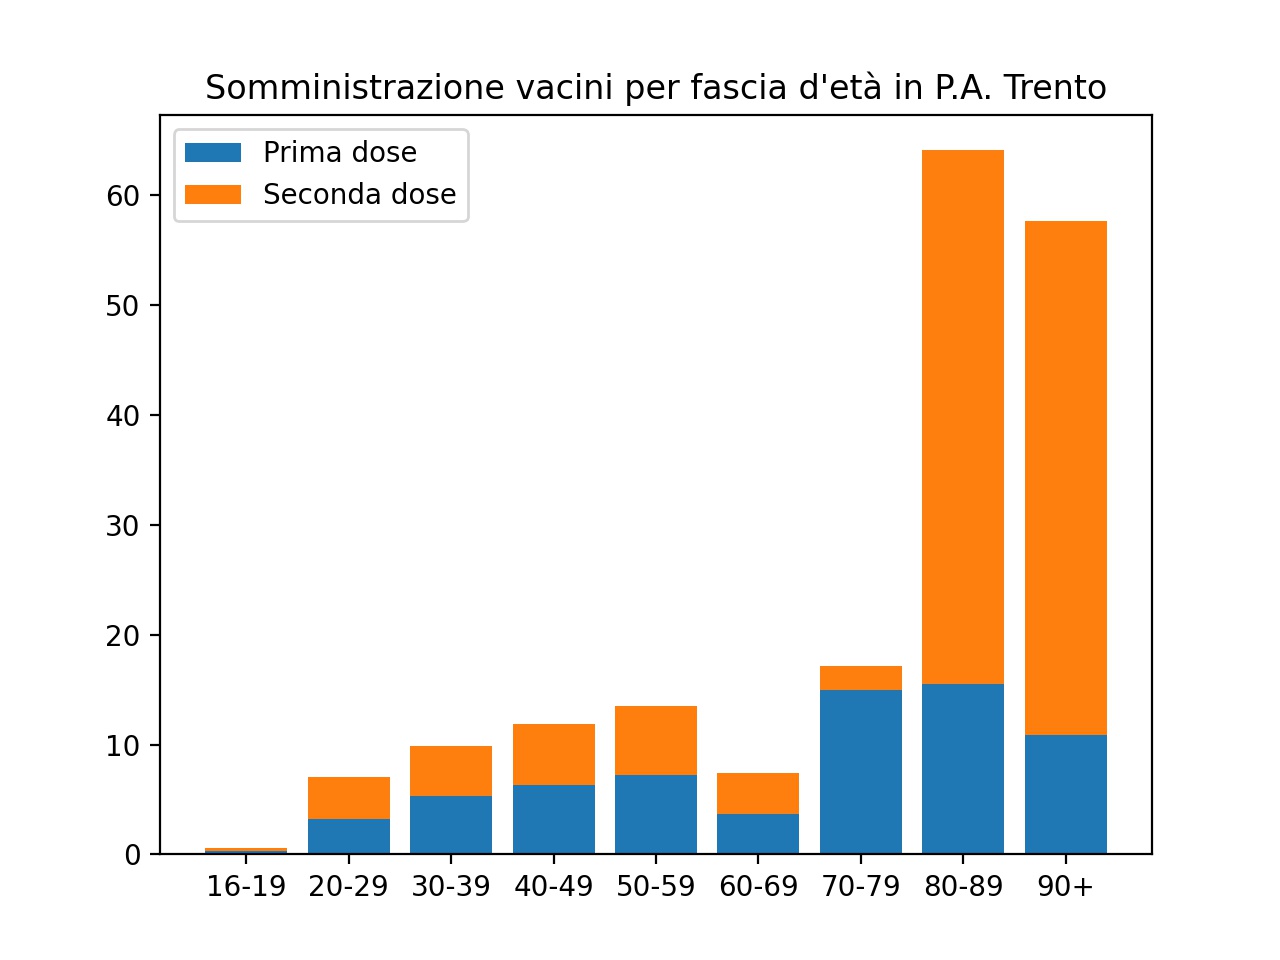 Somministrazione vacini per fascia d'età in P.A. Trento
Prima dose
Seconda dose
60
50
40
30
20
10
0
16-19 20-29 30-39 40-49 50-59 60-69 70-79 80-89 90+